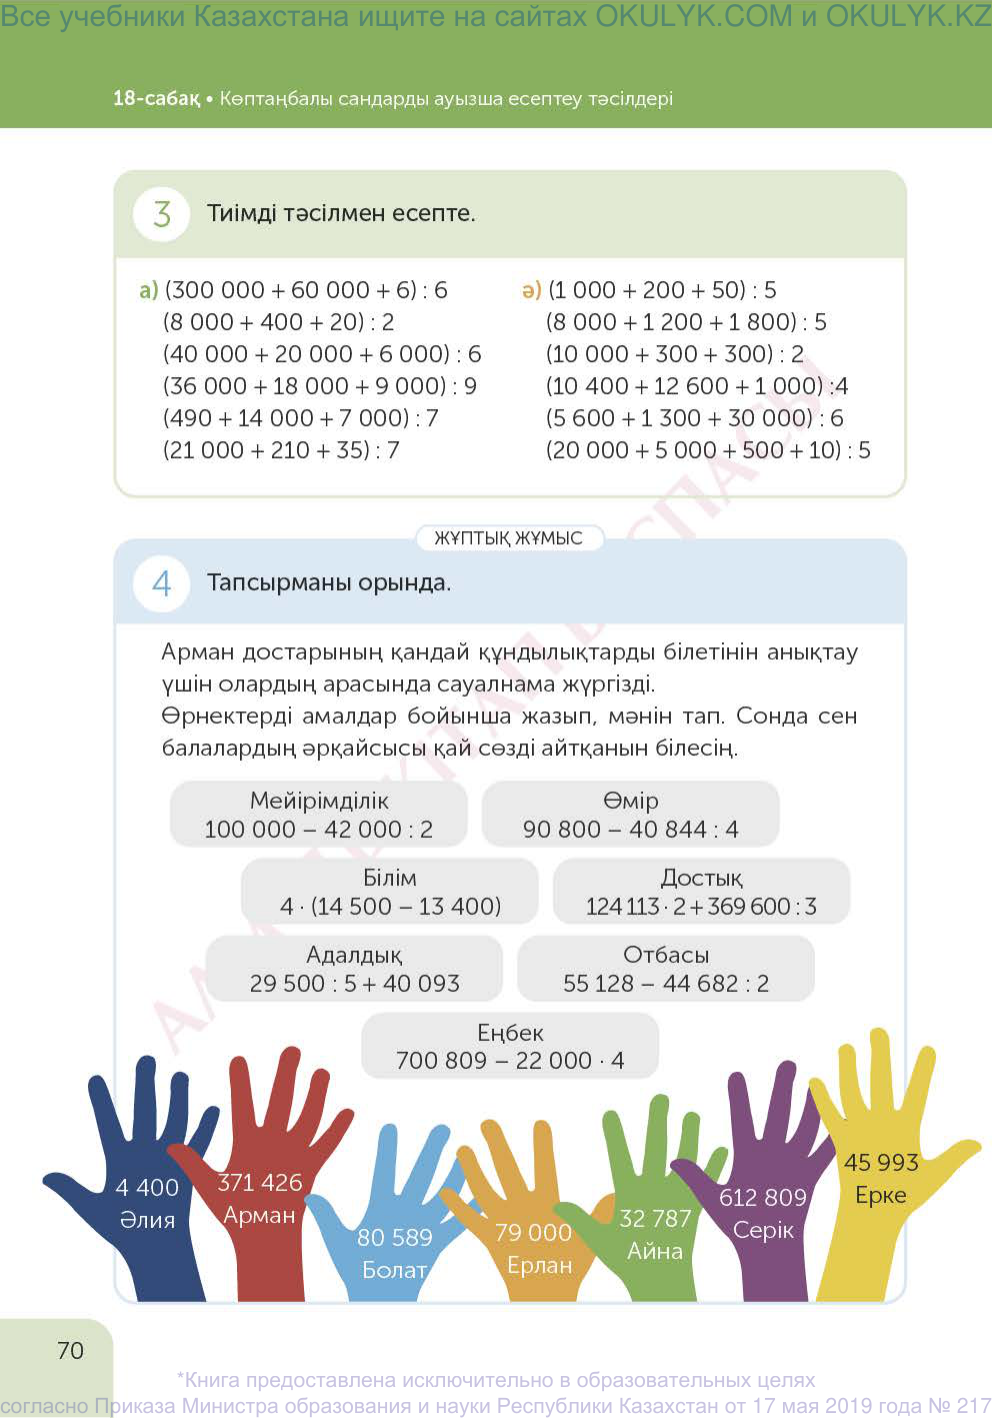 Все учебники Казахстана ищите на сайтах OKULYK.COM и OKULYK.KZ
18-сабақ • Көптаңбалы сандарды ауызша есептеу тәсілдері
3 Тиімді тәсілмен есепте.
а) (300 000 + 60 000 + 6) : 6
(8 000 + 400 + 20) : 2
(40 000 + 20 000 + 6 000) : 6
(36 000 + 18 000 + 9 000) : 9
(490 + 14 000 + 7 000) : 7
(21 000 + 210 + 35) : 7
ә) (1 000 + 200 + 50) : 5
(8 000 + 1 200 + 1 800) : 5
(10 000 + 300 + 300) : 2
(10 400 + 12 600 + 1 000) :4
(5 600 + 1 300 + 30 000) : 6
(20 000 + 5 000 + 500 + 10) : 5
ЖҰПТЫҚ ЖҰМЫС
4 Тапсырманы орында.
Арман достарының қандай құндылықтарды білетінін анықтау
үшін олардың арасында сауалнама жүргізді.
Өрнектерді амалдар бойынша жазып, мәнін тап. Сонда сен
балалардың әрқайсысы қай сөзді айтқанын білесің.
Мейірімділік
100 000 – 42 000 : 2
Өмір
90 800 – 40 844 : 4
Білім
4 · (14 500 – 13 400)
Достық
124 113 · 2 + 369 600 : 3
Адалдық
29 500 : 5 + 40 093
Отбасы
55 128 – 44 682 : 2
Еңбек
700 809 – 22 000 · 4
4 400
Әлия
371 426
Арман
80 589
Болат
79 000
Ерлан
32 787
Айна
612 809
Серік
45 993
Ерке
70
*Книга предоставлена исключительно в образовательных целях
согласно Приказа Министра образования и науки Республики Казахстан от 17 мая 2019 года № 217